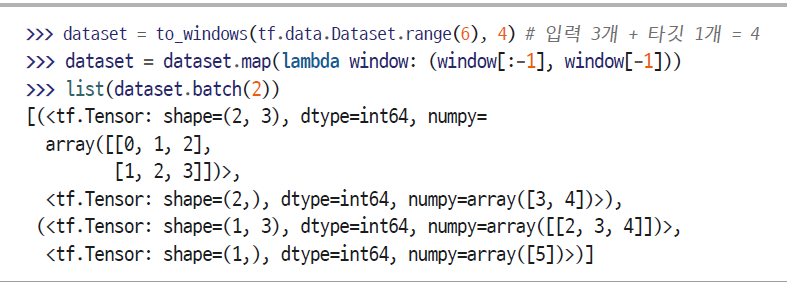 >>> dataset = to_windows(tf.data.Dataset.range(6), 4) # 입력 3개 + 타깃 1개 = 4
>>> dataset = dataset.map(lambda window: (window[:-1], window[-1]))
>>> list(dataset.batch(2))
[(<tf.Tensor: shape=(2, 3), dtype=int64, numpy=
  array([[0, 1, 2],
         [1, 2, 3]])>,
  <tf.Tensor: shape=(2,), dtype=int64, numpy=array([3, 4])>),
 (<tf.Tensor: shape=(1, 3), dtype=int64, numpy=array([[2, 3, 4]])>,
  <tf.Tensor: shape=(1,), dtype=int64, numpy=array([5])>)]